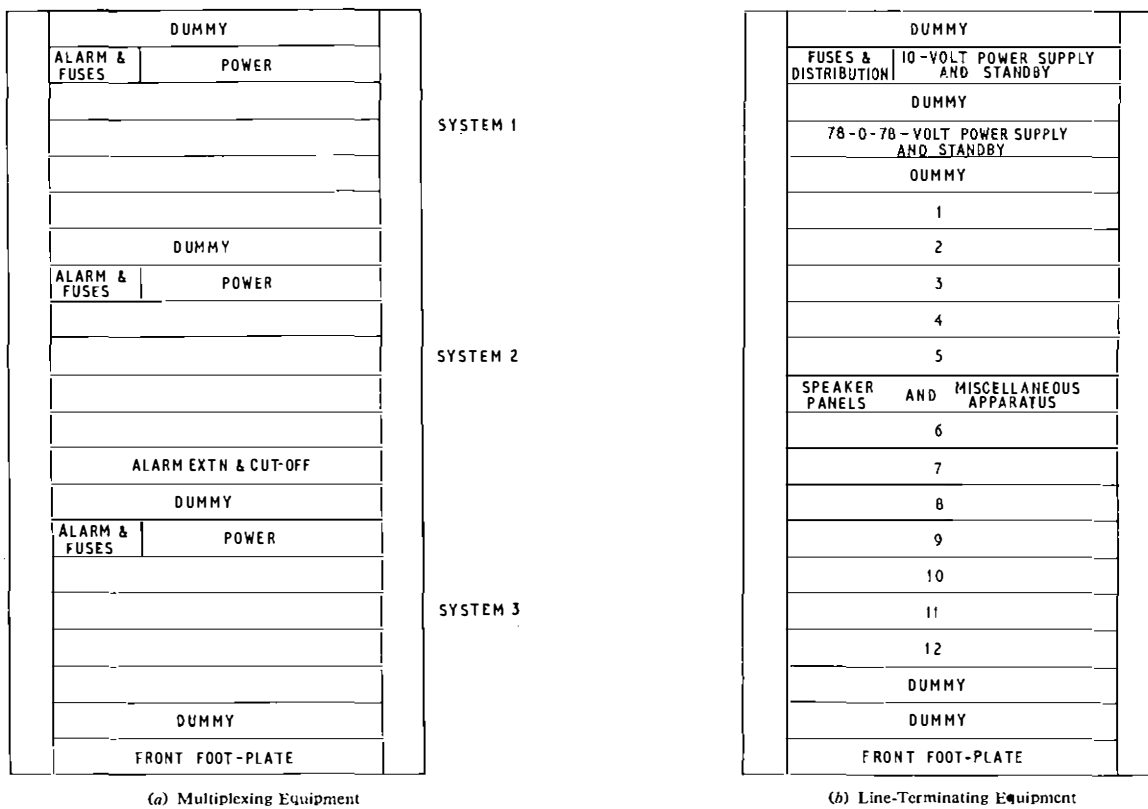 DUMMY
ALARM &
FUSES
POWER
SYSTEM 1
DUMMY
ALARM &
FUSES
POWER
SYSTEM 2
ALARM EXTN & CUT-OFF
DUMMY
ALARM &
FUSES
POWER
SYSTEM 3
DUMMY
FRONT FOOT-PLATE
(a) Multiplexing Equipment
DUMMY
FUSES &
DISTRIBUTION
10-VOLT POWER SUPPLY
AND STANDBY
DUMMY
78-0-78-VOLT POWER SUPPLY
AND STANDBY
DUMMY
1
2
3
4
5
SPEAKER
PANELS
AND
MISCELLANEOUS
APPARATUS
6
7
8
9
10
11
12
DUMMY
DUMMY
FRONT FOOT-PLATE
(b) Line-Terminating Equipment